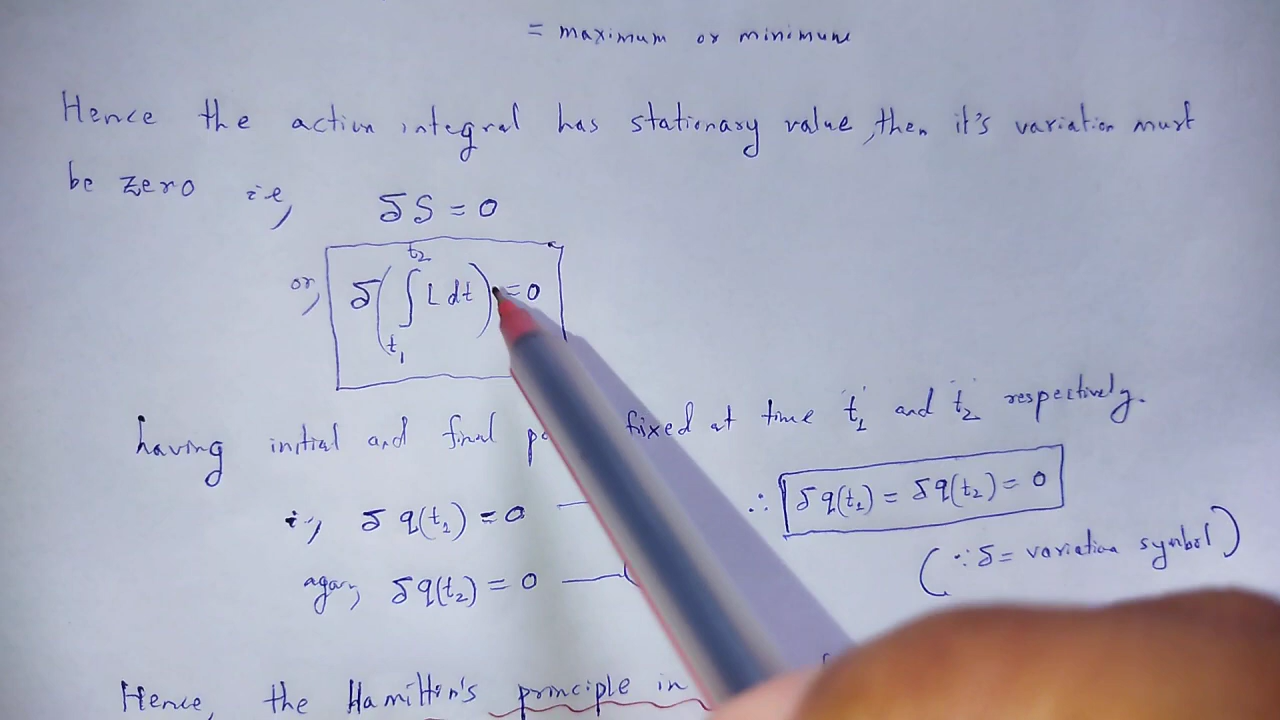 = maximum or minimum
Hence the action integral has stationary value, then it's variation must
be zero ie,
δS = 0
or, δ(∫ L dt) = 0
t2
t1
having initial and final fixed at time 't1' and 't2' respectively.
δq(t1) = 0
∴ δq(t1) = δq(t2) = 0
again, δq(t2) = 0
(∵ δ = variation symbol)
Hence, the Hamilton's principle in